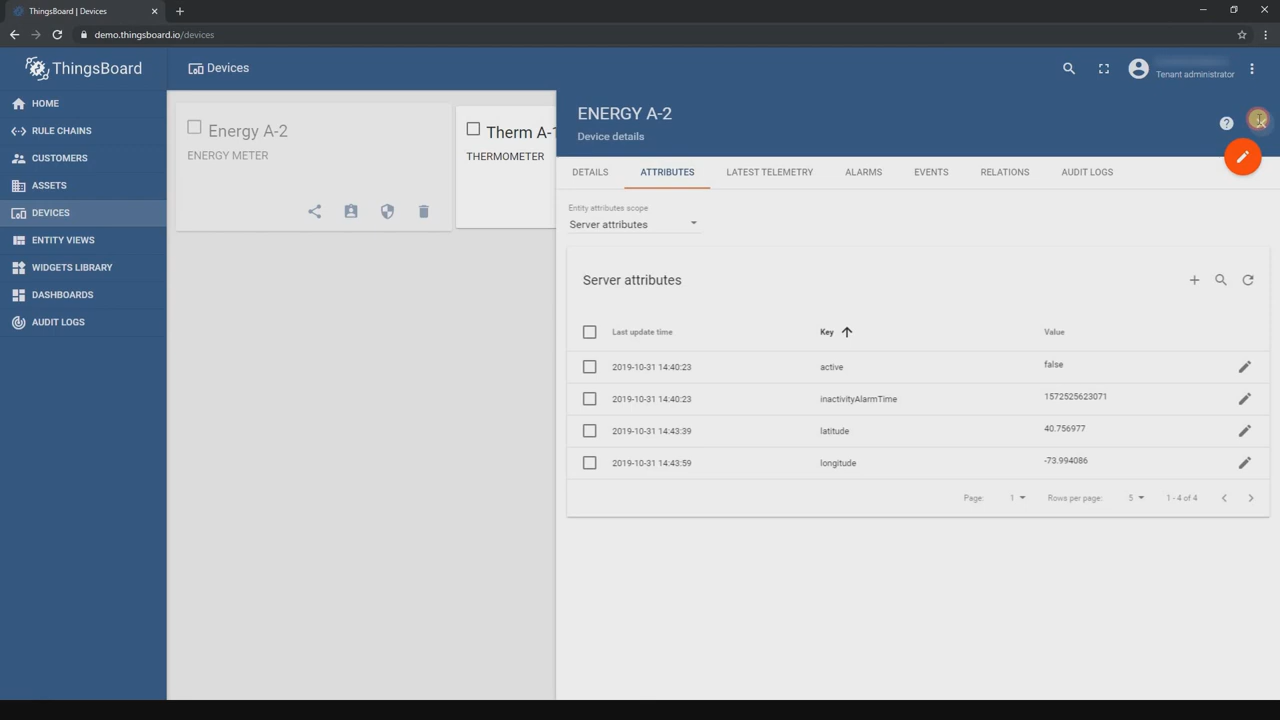 ThingsBoard | Devices
demo.thingsboard.io/devices
ThingsBoard
Devices
Tenant administrator
HOME
RULE CHAINS
CUSTOMERS
ASSETS
DEVICES
ENTITY VIEWS
WIDGETS LIBRARY
DASHBOARDS
AUDIT LOGS
Energy A-2
ENERGY METER
Therm A-1
THERMOMETER
ENERGY A-2
Device details
DETAILS ATTRIBUTES LATEST TELEMETRY ALARMS EVENTS RELATIONS AUDIT LOGS
Entity attributes scope
Server attributes
Server attributes
Last update time Key Value
2019-10-31 14:40:23 active false
2019-10-31 14:40:23 inactivityAlarmTime 1572525623071
2019-10-31 14:43:39 latitude 40.756977
2019-10-31 14:43:59 longitude -73.994086
Page: 1 Rows per page: 5 1 - 4 of 4